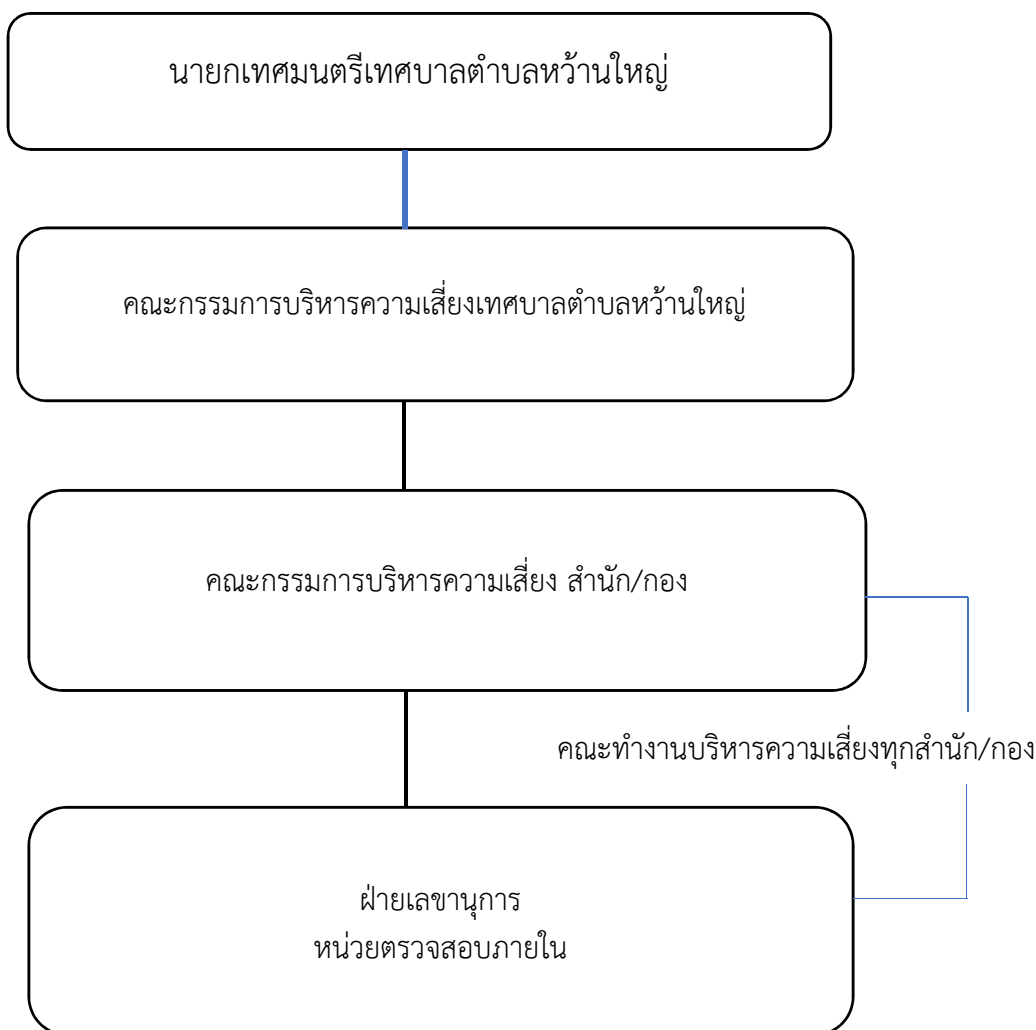 นายกเทศมนตรีเทศบาลตำบลหว้านใหญ่
คณะกรรมการบริหารความเสี่ยงเทศบาลตำบลหว้านใหญ่
คณะกรรมการบริหารความเสี่ยง สำนัก/กอง
คณะทำงานบริหารความเสี่ยงทุกสำนัก/กอง
ฝ่ายเลขานุการ
หน่วยตรวจสอบภายใน